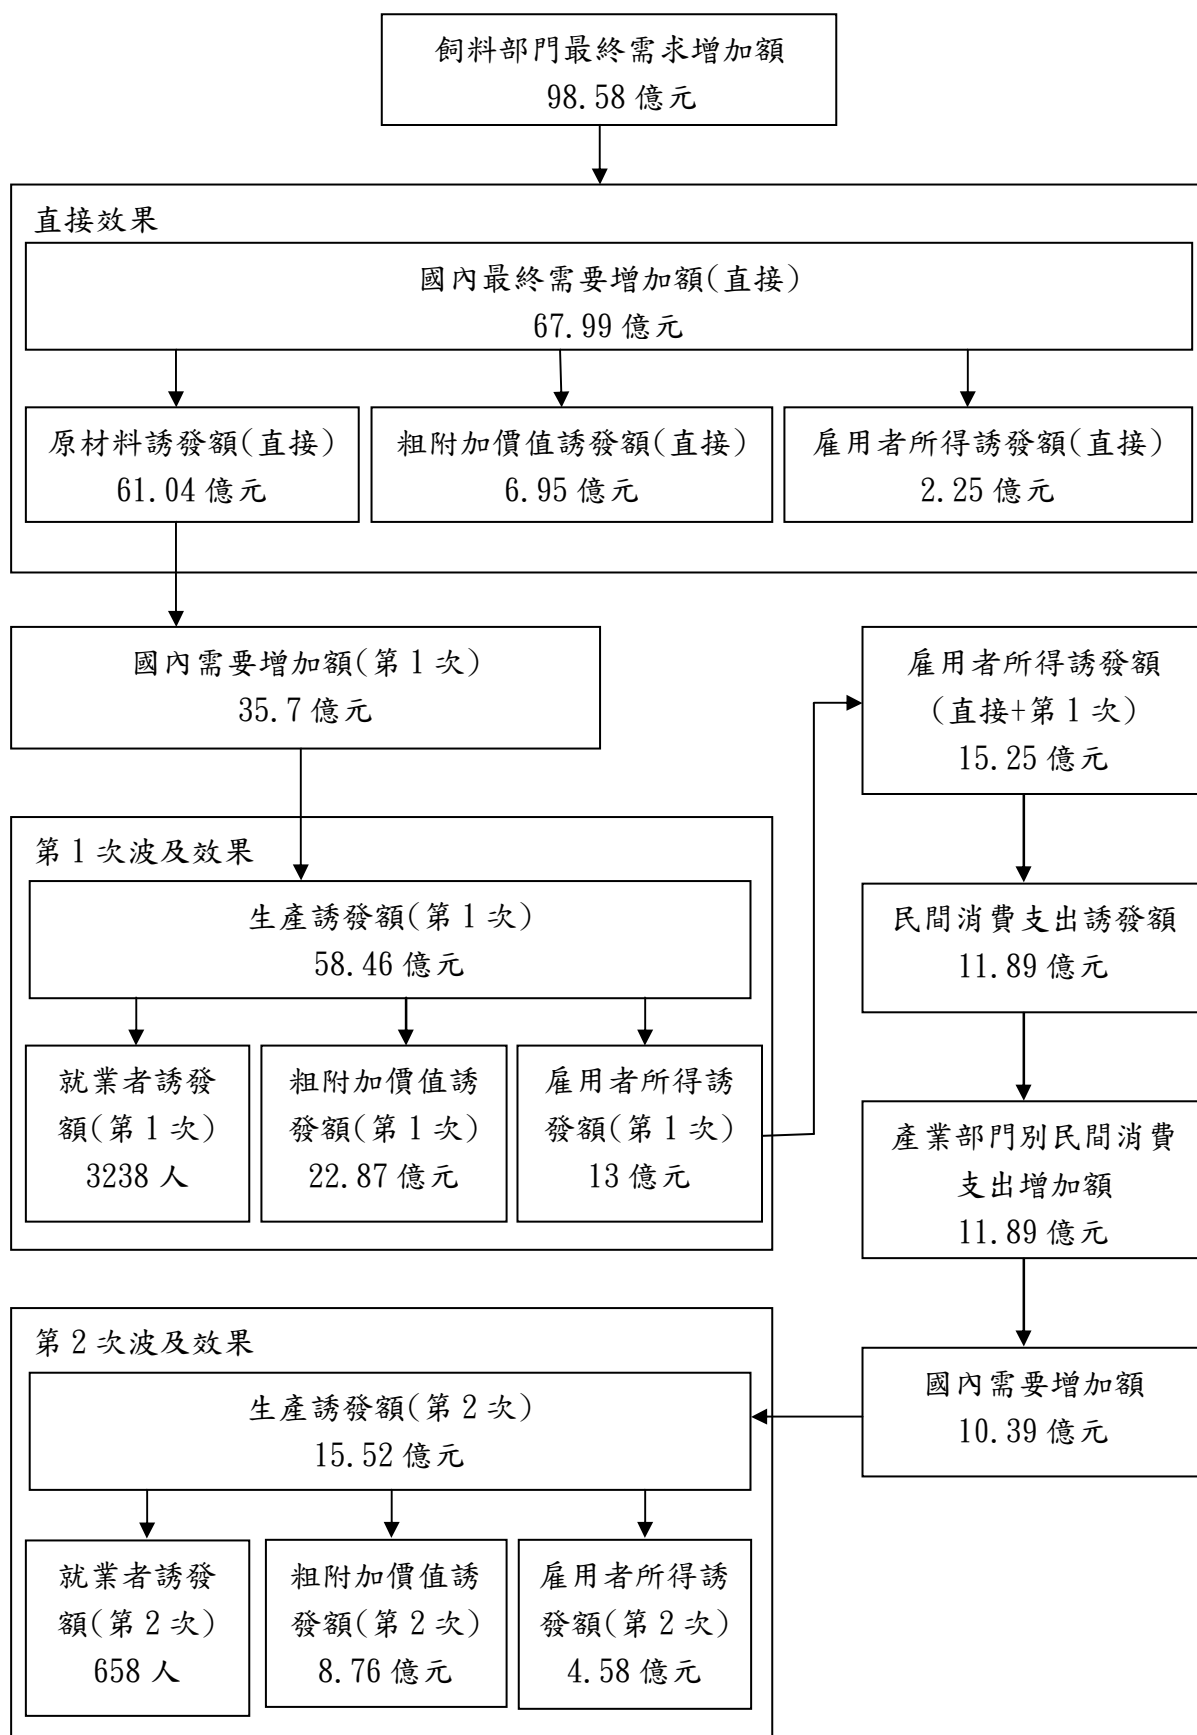 飼料部門最終需求增加額
98.58 億元
直接效果
國內最終需要增加額(直接)
67.99 億元
原材料誘發額(直接)
61.04 億元
粗附加價值誘發額(直接)
6.95 億元
雇用者所得誘發額(直接)
2.25 億元
國內需要增加額(第 1 次)
35.7 億元
雇用者所得誘發額
(直接+第 1 次)
15.25 億元
第 1 次波及效果
生產誘發額(第 1 次)
58.46 億元
民間消費支出誘發額
11.89 億元
就業者誘發
額(第 1 次)
3238 人
粗附加價值誘
發額(第 1 次)
22.87 億元
雇用者所得誘
發額(第 1 次)
13 億元
產業部門別民間消費
支出增加額
11.89 億元
第 2 次波及效果
生產誘發額(第 2 次)
15.52 億元
國內需要增加額
10.39 億元
就業者誘發
額(第 2 次)
658 人
粗附加價值誘
發額(第 2 次)
8.76 億元
雇用者所得誘
發額(第 2 次)
4.58 億元